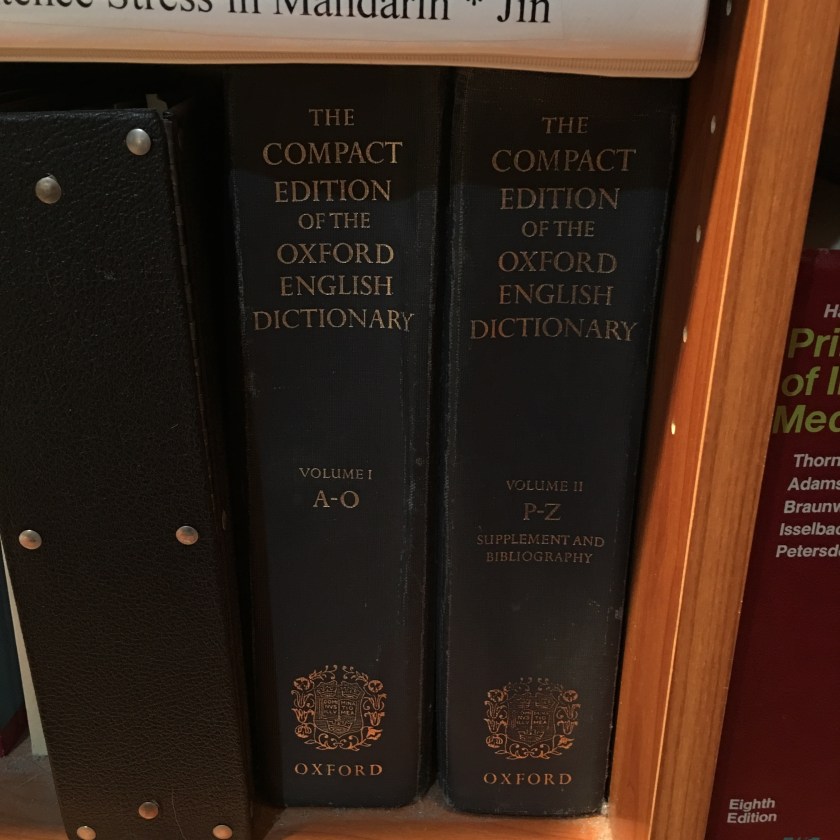 Stress in Mandarin * Jin
THE
COMPACT
EDITION
OF THE
OXFORD
ENGLISH
DICTIONARY
VOLUME I
A-O
OXFORD
THE
COMPACT
EDITION
OF THE
OXFORD
ENGLISH
DICTIONARY
VOLUME II
P-Z
SUPPLEMENT AND
BIBLIOGRAPHY
OXFORD
of
Eighth
Edition